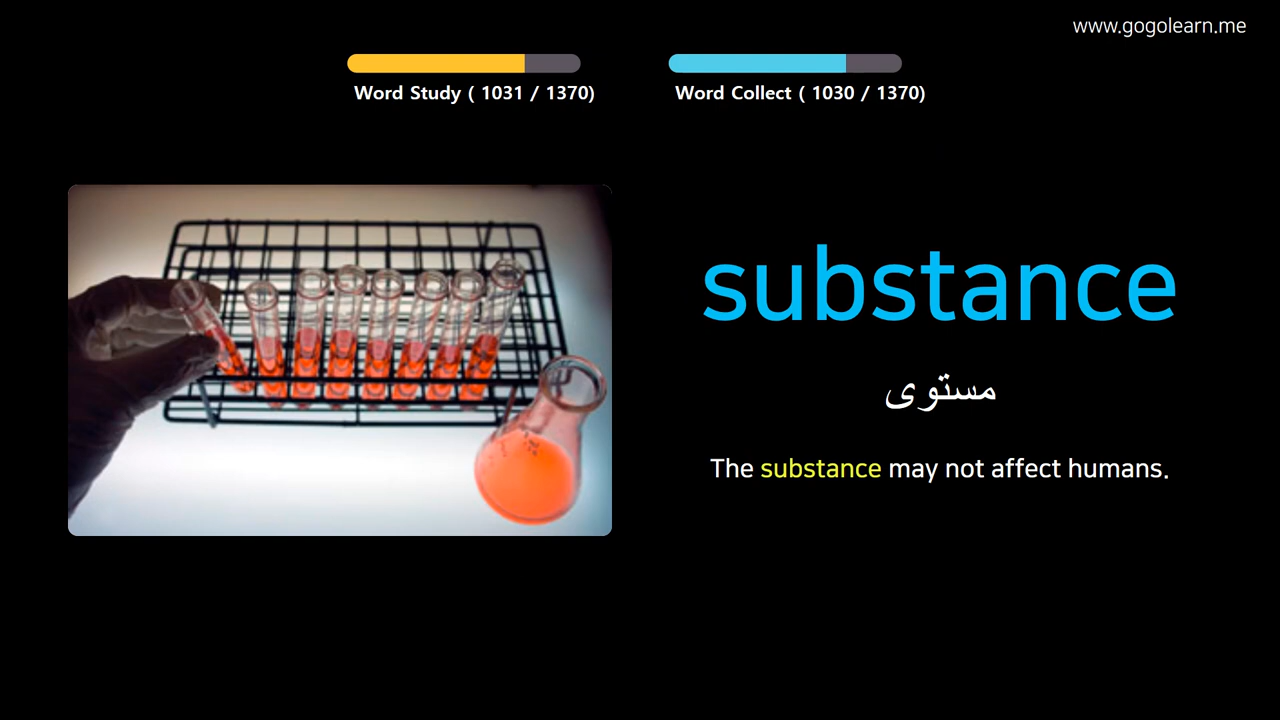 www.gogolearn.me
Word Study ( 1031 / 1370)
Word Collect ( 1030 / 1370)
substance
مستوى
The substance may not affect humans.